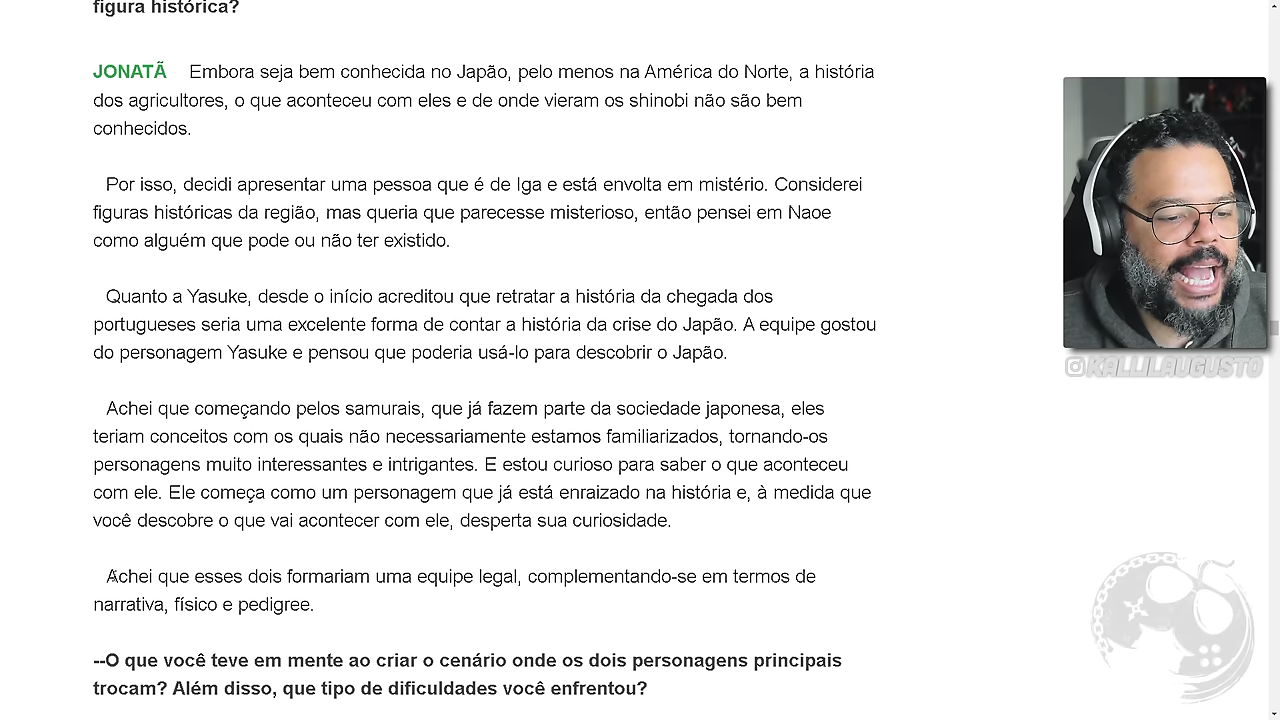 figura histórica?
JONATÃ Embora seja bem conhecida no Japão, pelo menos na América do Norte, a história
dos agricultores, o que aconteceu com eles e de onde vieram os shinobi não são bem
conhecidos.
Por isso, decidi apresentar uma pessoa que é de Iga e está envolta em mistério. Considerei
figuras históricas da região, mas queria que parecesse misterioso, então pensei em Naoe
como alguém que pode ou não ter existido.
Quanto a Yasuke, desde o início acreditou que retratar a história da chegada dos
portugueses seria uma excelente forma de contar a história da crise do Japão. A equipe gostou
do personagem Yasuke e pensou que poderia usá-lo para descobrir o Japão.
Achei que começando pelos samurais, que já fazem parte da sociedade japonesa, eles
teriam conceitos com os quais não necessariamente estamos familiarizados, tornando-os
personagens muito interessantes e intrigantes. E estou curioso para saber o que aconteceu
com ele. Ele começa como um personagem que já está enraizado na história e, à medida que
você descobre o que vai acontecer com ele, desperta sua curiosidade.
Achei que esses dois formariam uma equipe legal, complementando-se em termos de
narrativa, físico e pedigree.
--O que você teve em mente ao criar o cenário onde os dois personagens principais
trocam? Além disso, que tipo de dificuldades você enfrentou?
KALLILAUGUSTO